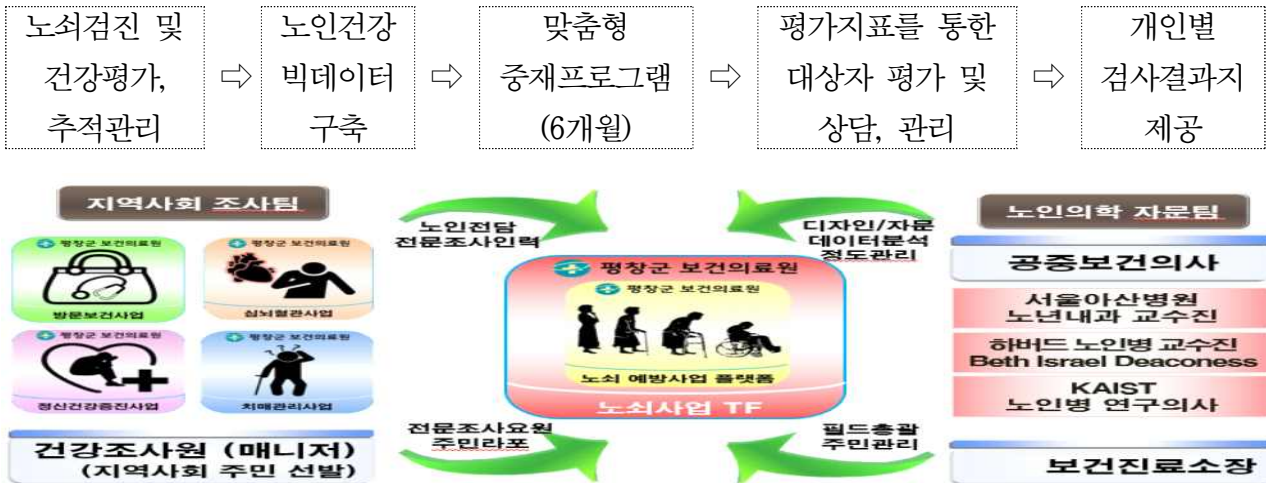 노쇠검진 및
건강평가,
추적관리
⇨
노인건강
빅데이터
구축
⇨
맞춤형
중재프로그램
(6개월)
⇨
평가지표를 통한
대상자 평가 및
상담, 관리
⇨
개인별
검사결과지
제공
지역사회 조사팀
평창군 보건의료원
방문보건사업
평창군 보건의료원
심뇌혈관사업
평창군 보건의료원
정신건강증진사업
평창군 보건의료원
치매관리사업
건강조사원 (매니저)
(지역사회 주민 선발)
노인전담
전문조사인력
디자인/자문
데이터분석
정도관리
평창군 보건의료원
평창군 보건의료원
노쇠 예방사업 플랫폼
노쇠사업 TF
전문조사요원
주민라포
필드총괄
주민관리
노인의학 자문팀
공중보건의사
서울아산병원
노년내과 교수진
하버드 노인병 교수진
Beth Israel Deaconess
KAIST
노인병 연구의사
보건진료소장